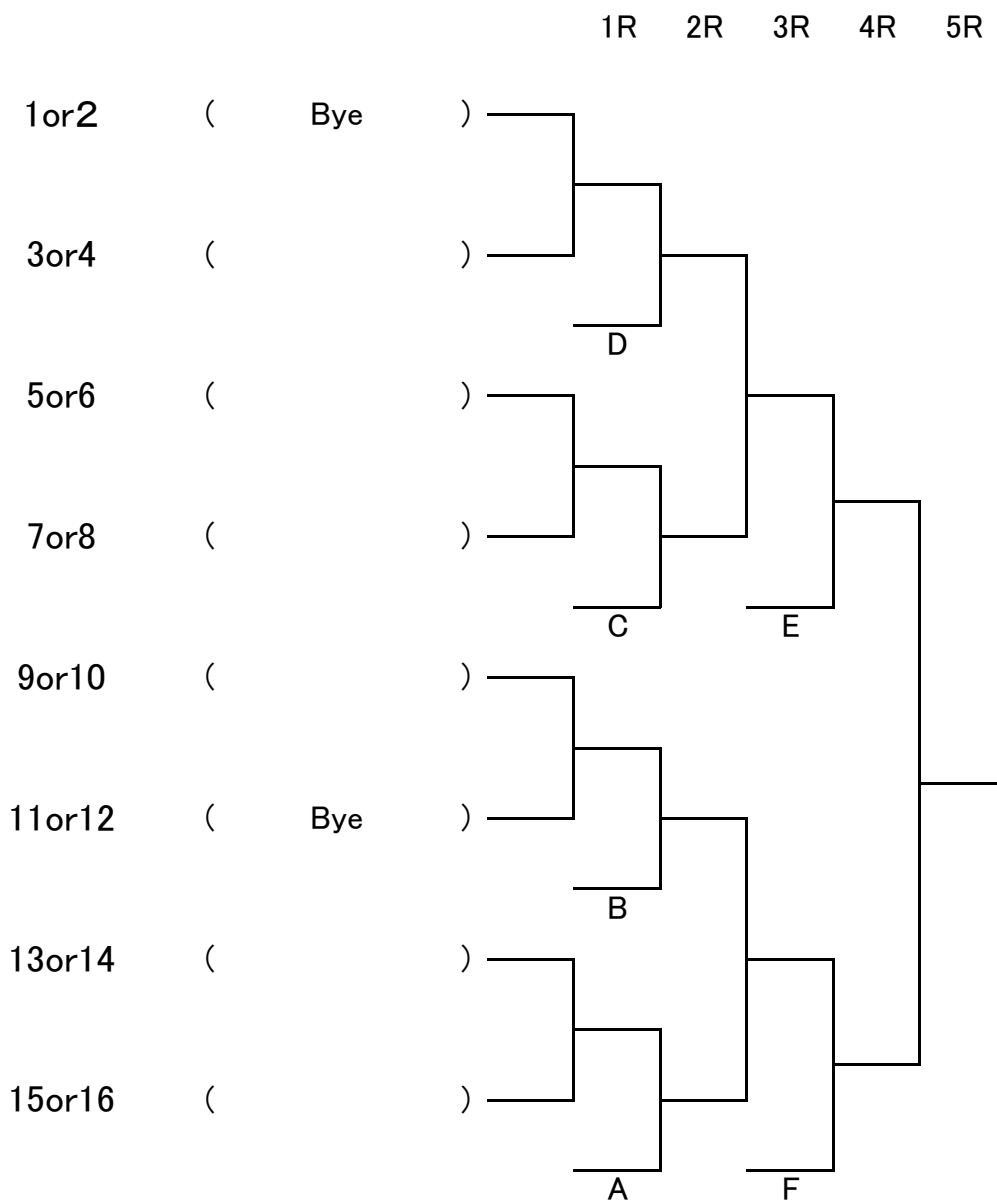 1R 2R 3R 4R 5R
1or2 ( Bye )
3or4 ( )
D
5or6 ( )
7or8 ( )
C E
9or10 ( )
11or12 ( Bye )
B
13or14 ( )
15or16 ( )
A F